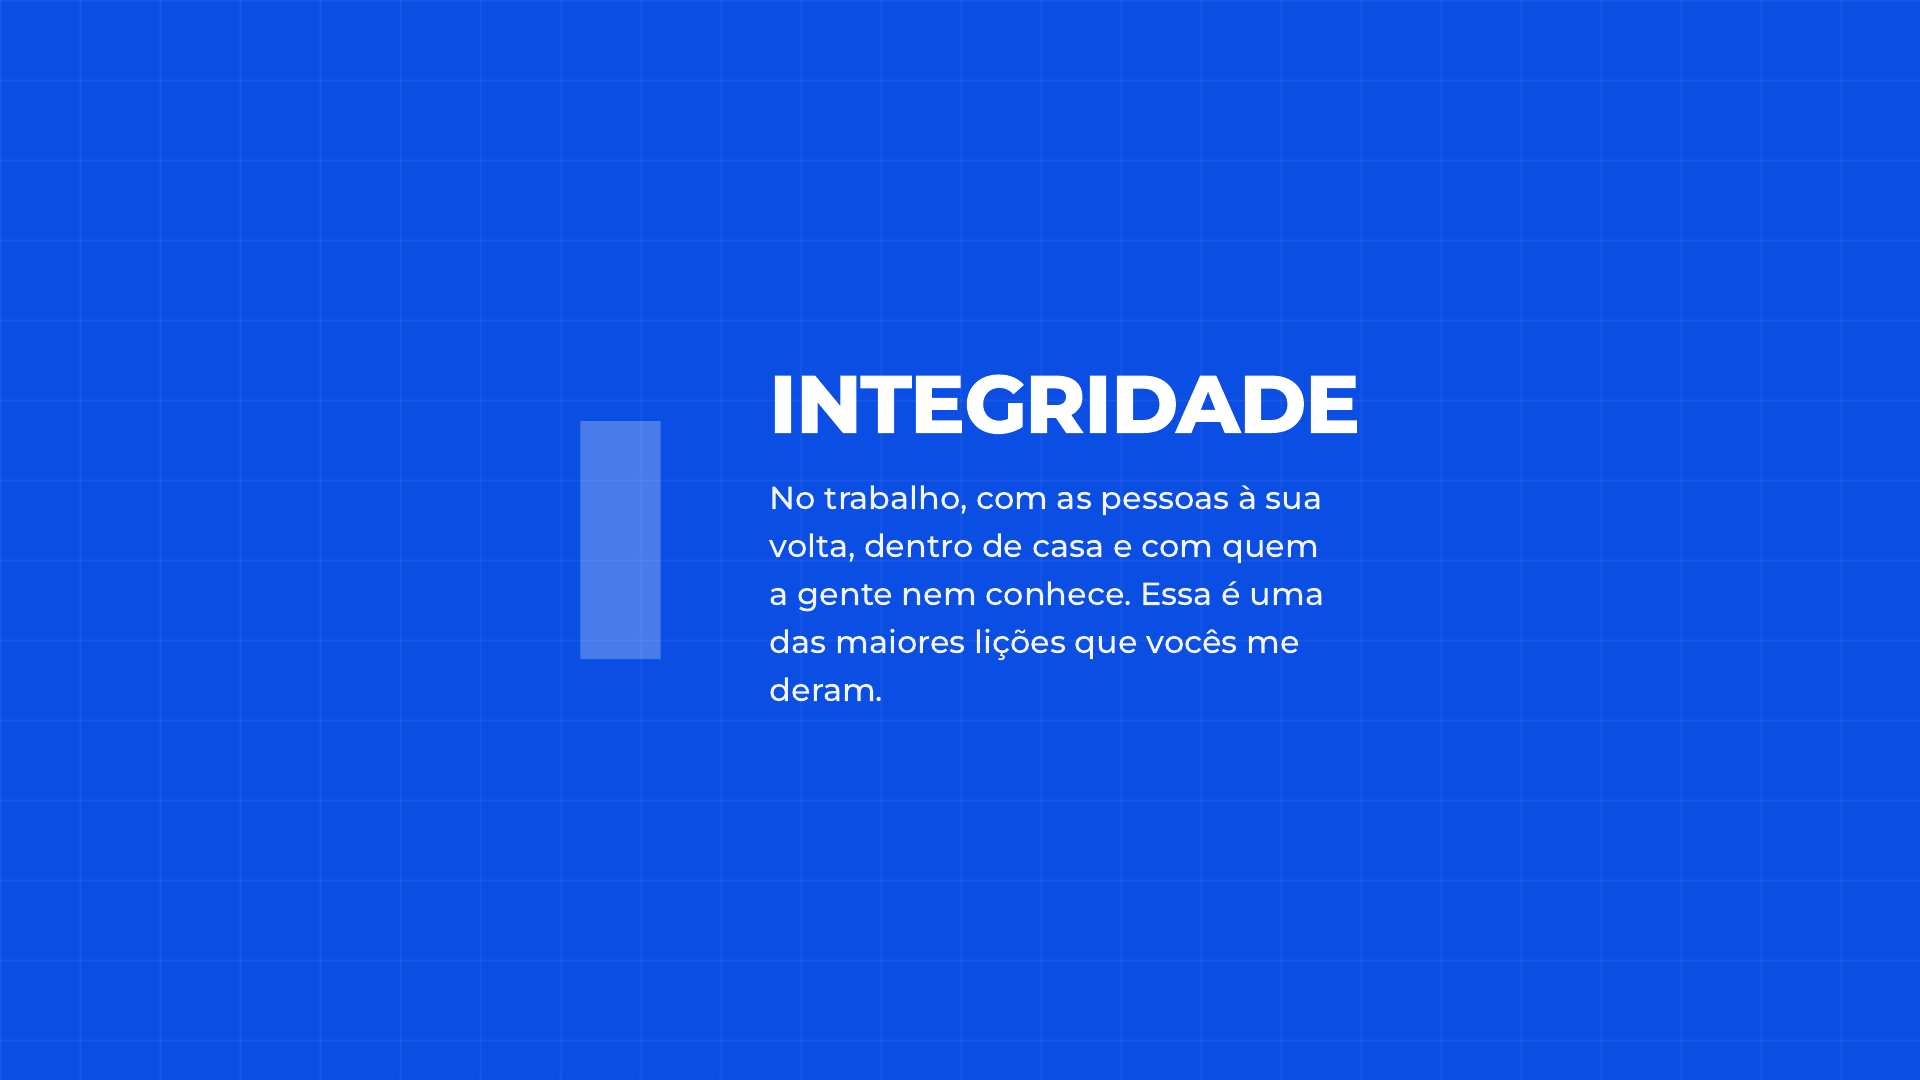 I
INTEGRIDADE
No trabalho, com as pessoas à sua
volta, dentro de casa e com quem
a gente nem conhece. Essa é uma
das maiores lições que vocês me
deram.